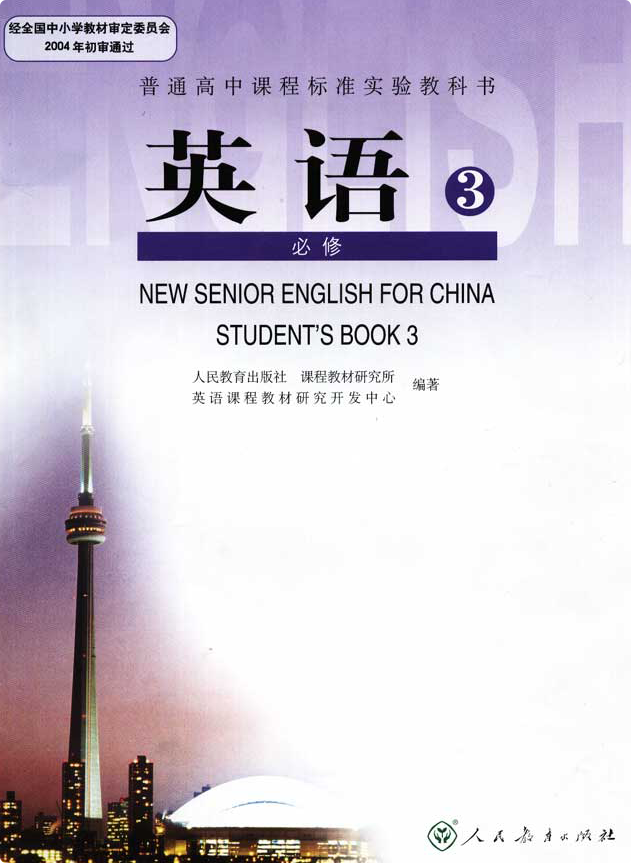 经全国中小学教材审定委员会
2004年初审通过
ENGLISH
普通高中课程标准实验教科书
英语 3
必修
NEW SENIOR ENGLISH FOR CHINA
STUDENT'S BOOK 3
人民教育出版社 课程教材研究所
英语课程教材研究开发中心 编著
人民教育出版社